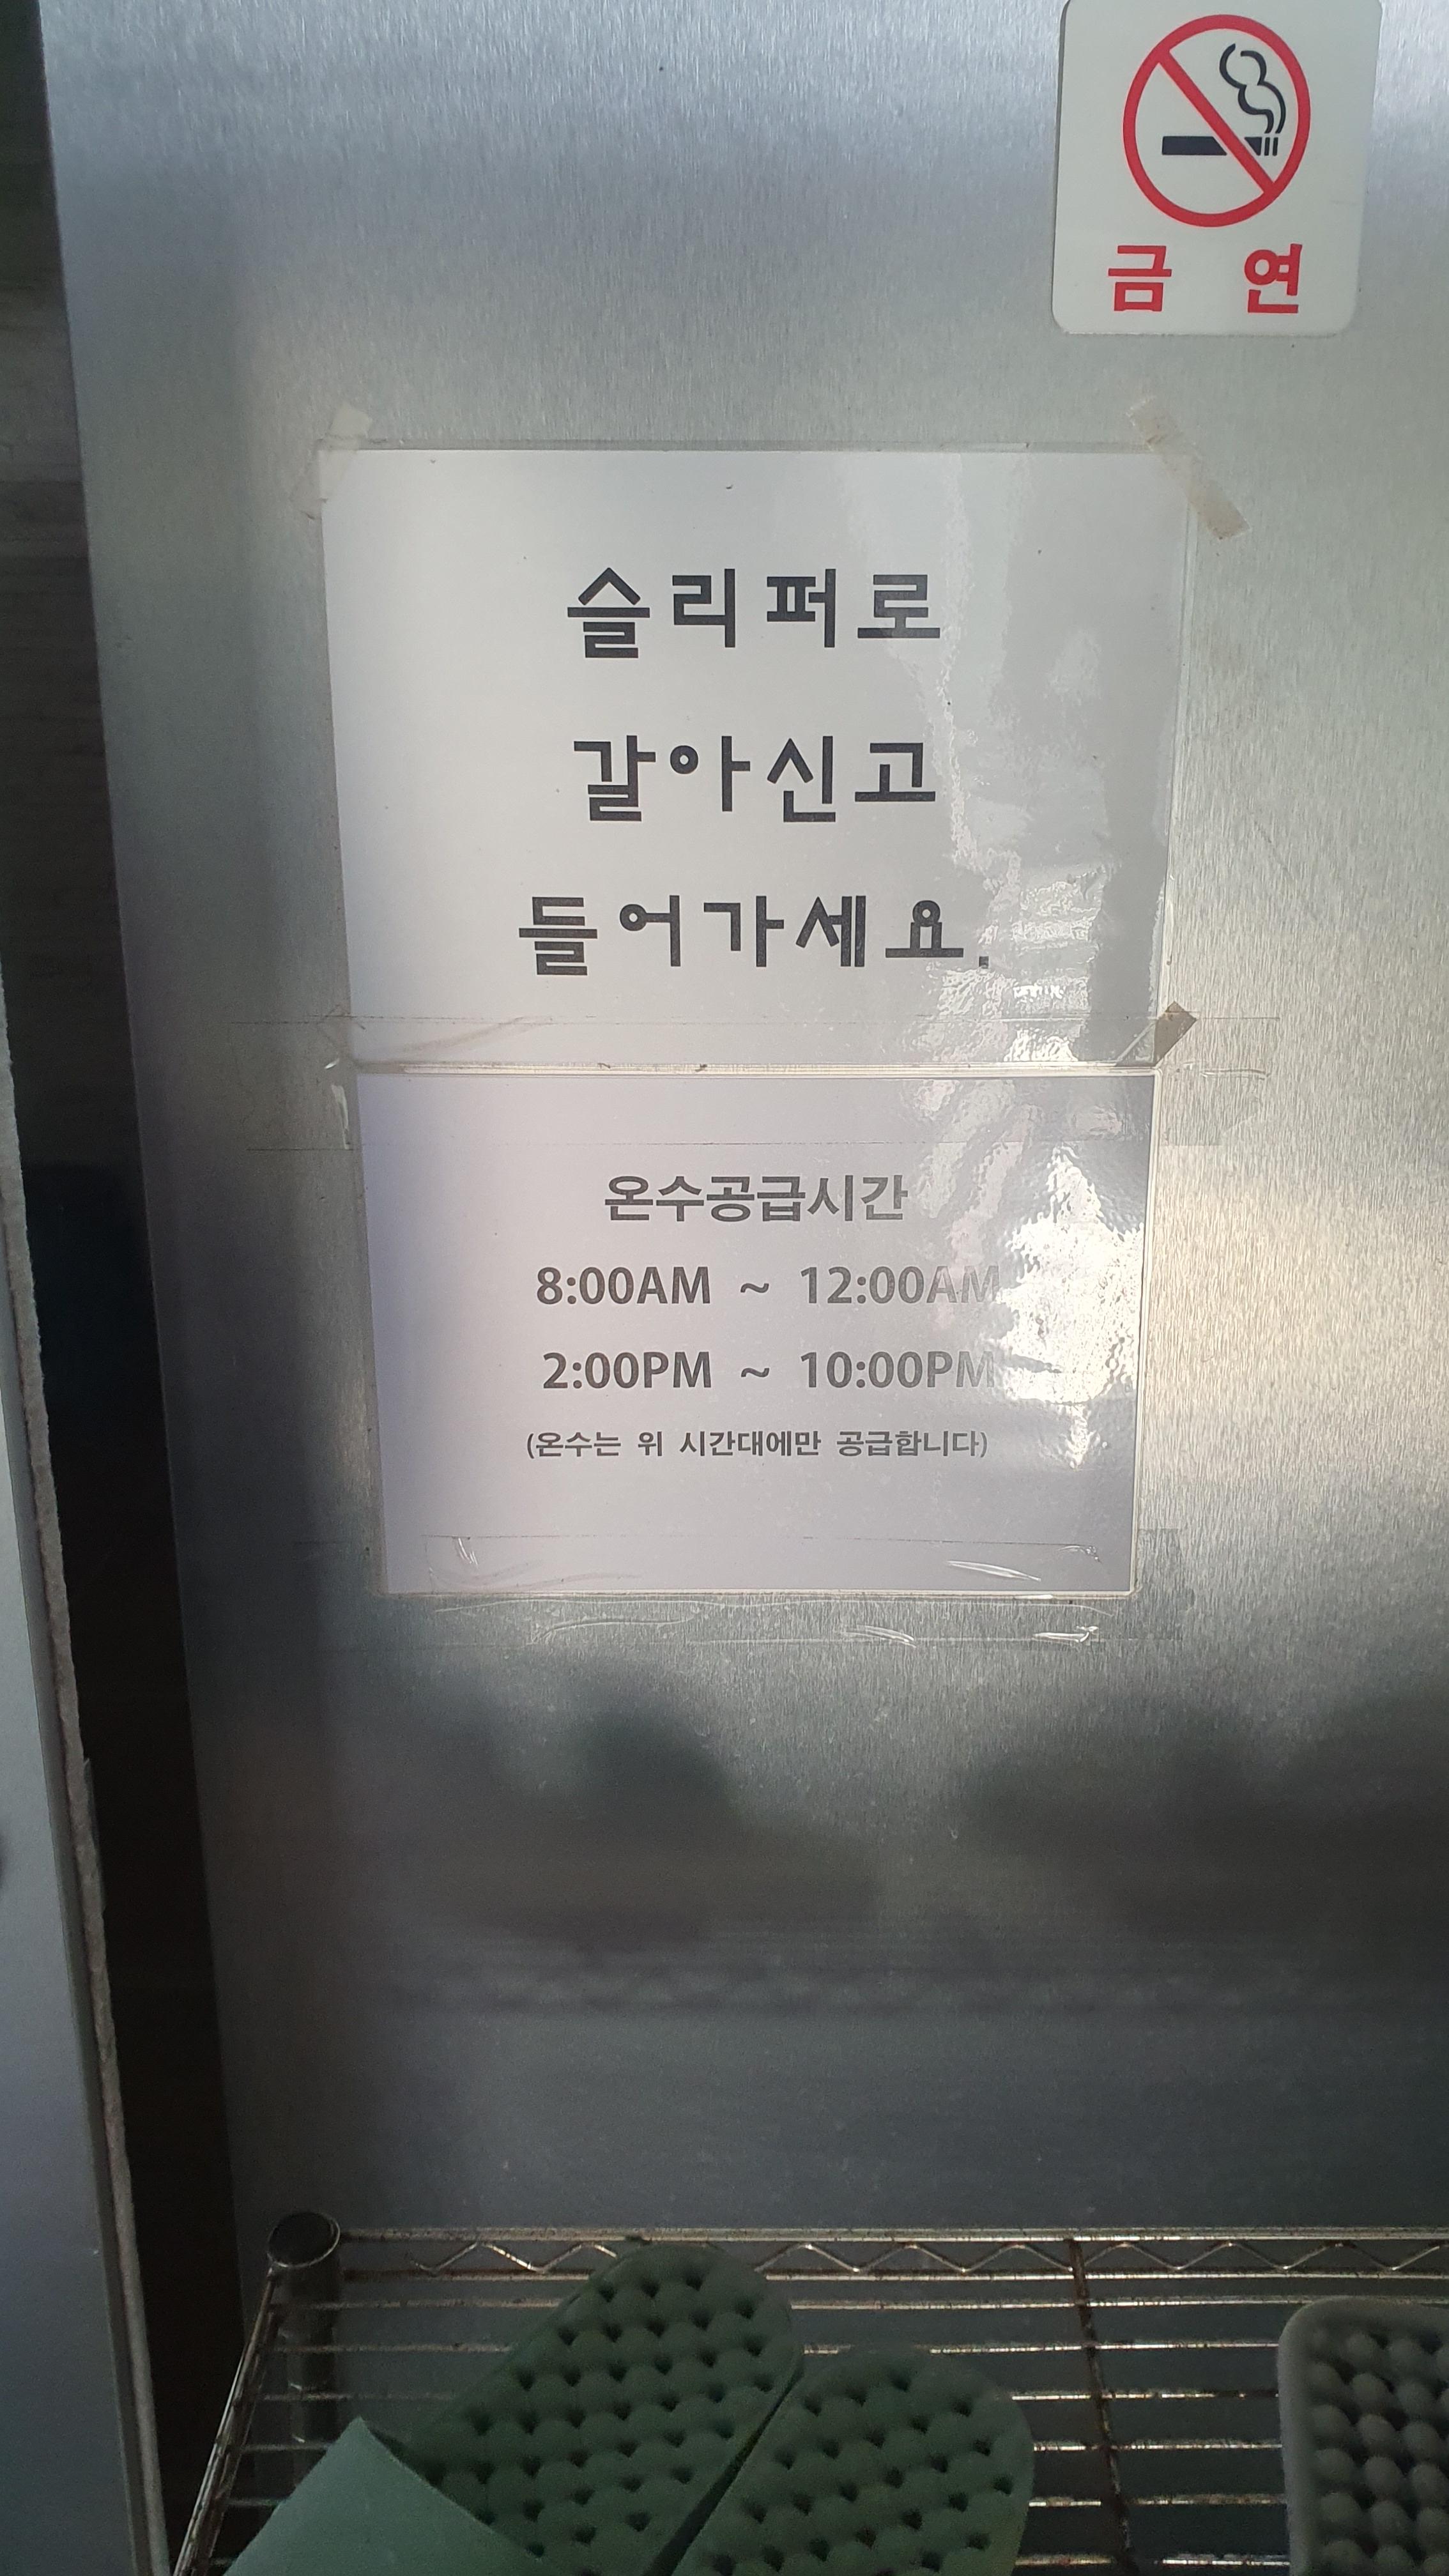 금 연
슬리퍼로
갈아신고
들어가세요.
온수공급시간
8:00AM ~ 12:00AM
2:00PM ~ 10:00PM
(온수는 위 시간대에만 공급합니다)